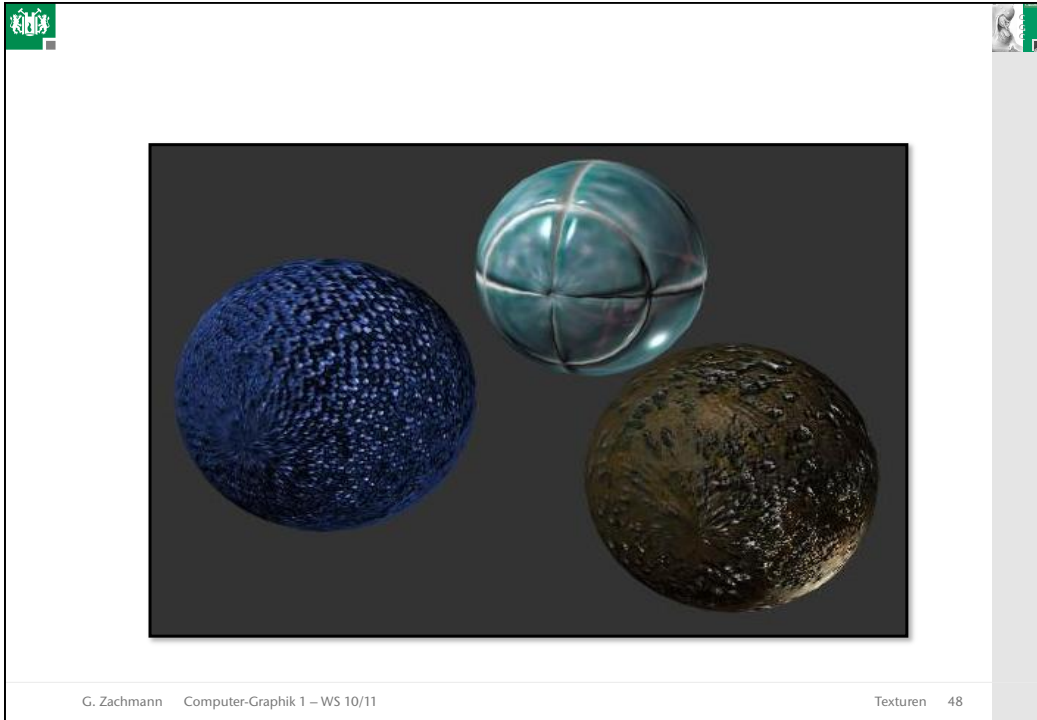 G. Zachmann Computer-Graphik 1 – WS 10/11 Texturen 48